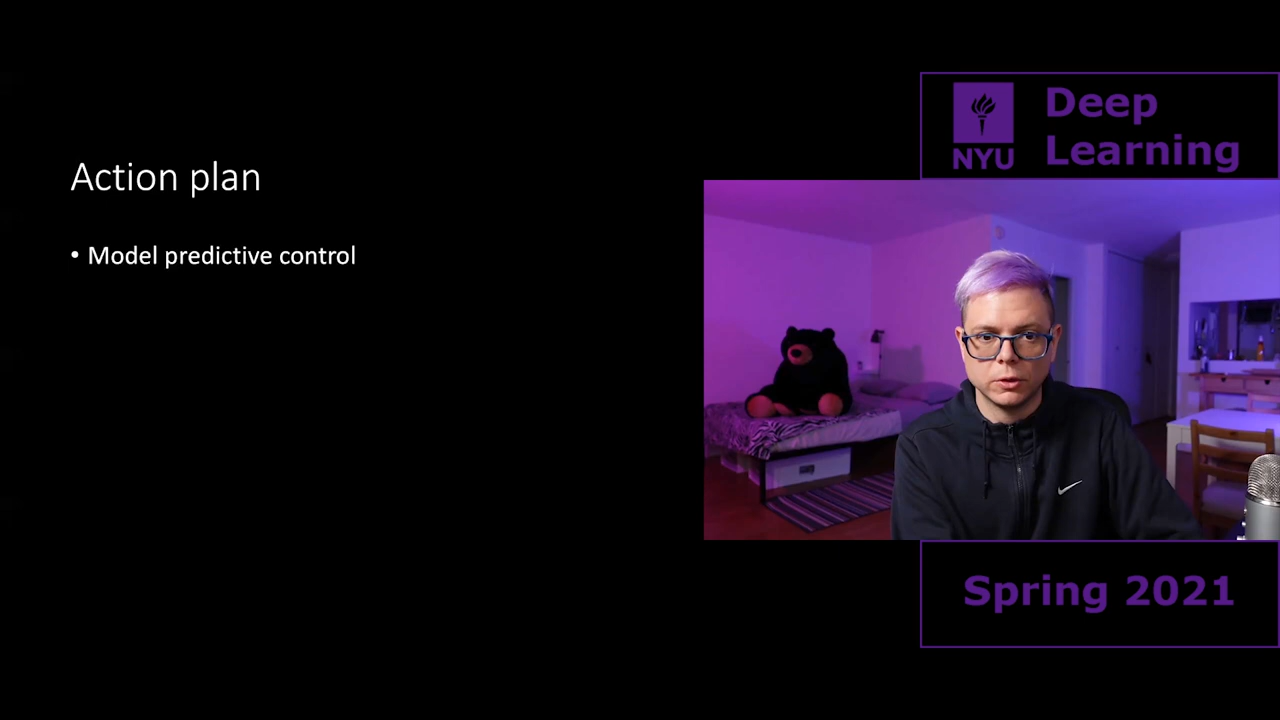 Action plan
• Model predictive control
NYU
Deep
Learning
Spring 2021